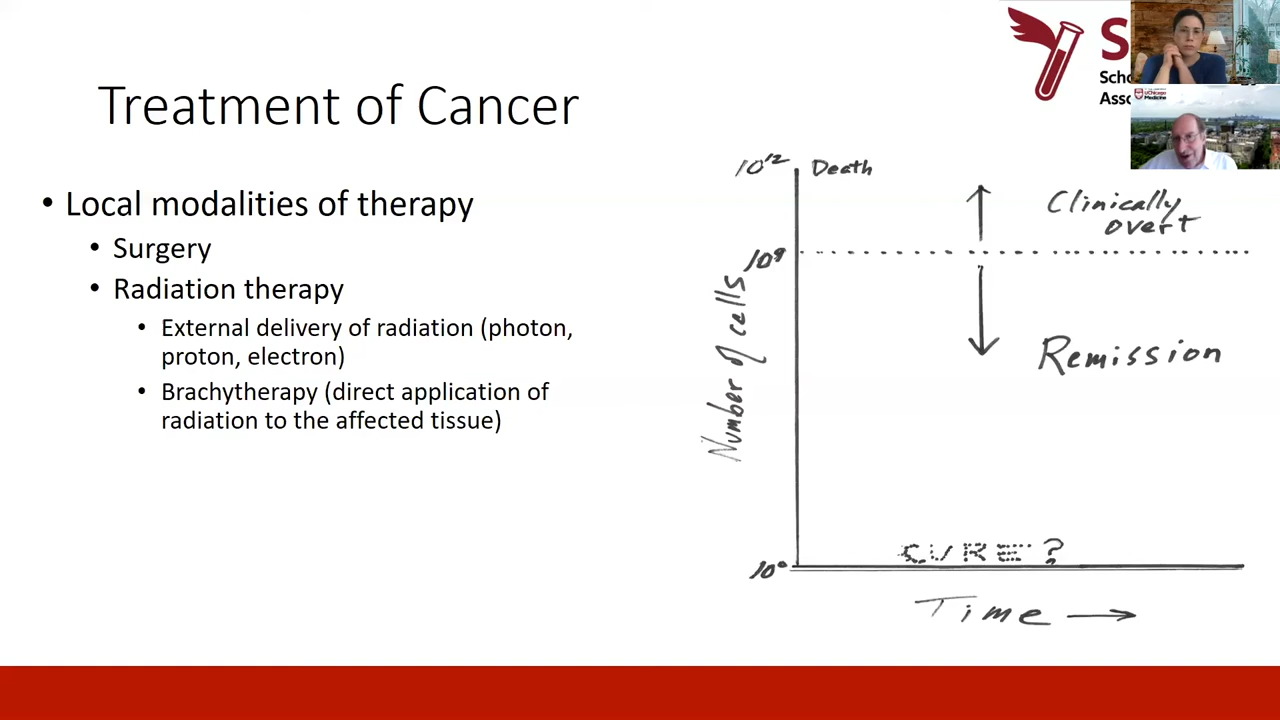 Treatment of Cancer
• Local modalities of therapy
• Surgery
• Radiation therapy
• External delivery of radiation (photon,
proton, electron)
• Brachytherapy (direct application of
radiation to the affected tissue)
S
UChicago
Medicine
10¹² Death
Clinically
overt
10⁹
Number of cells
Remission
CURE?
10⁰
Time →